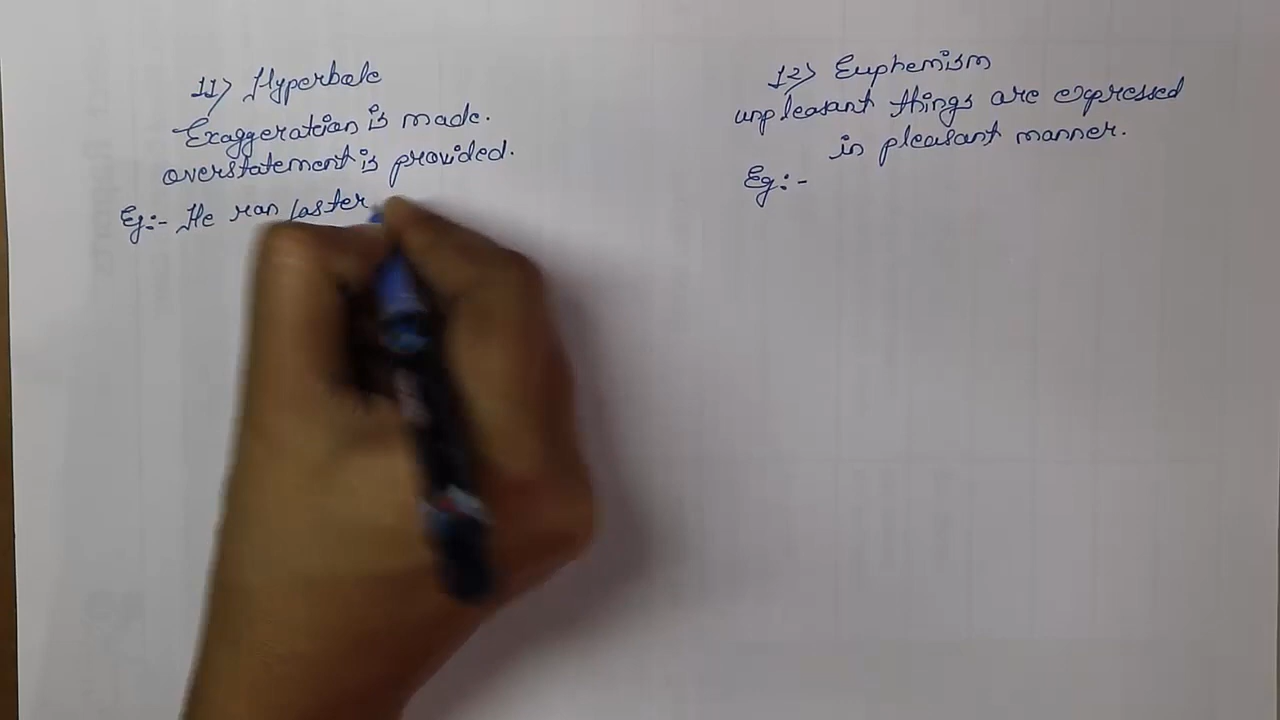 11) Hyperbole
Exaggeration is made.
overstatement is provided.
Eg:- He ran faster
12) Euphemism
unpleasant things are expressed
in pleasant manner.
Eg:-